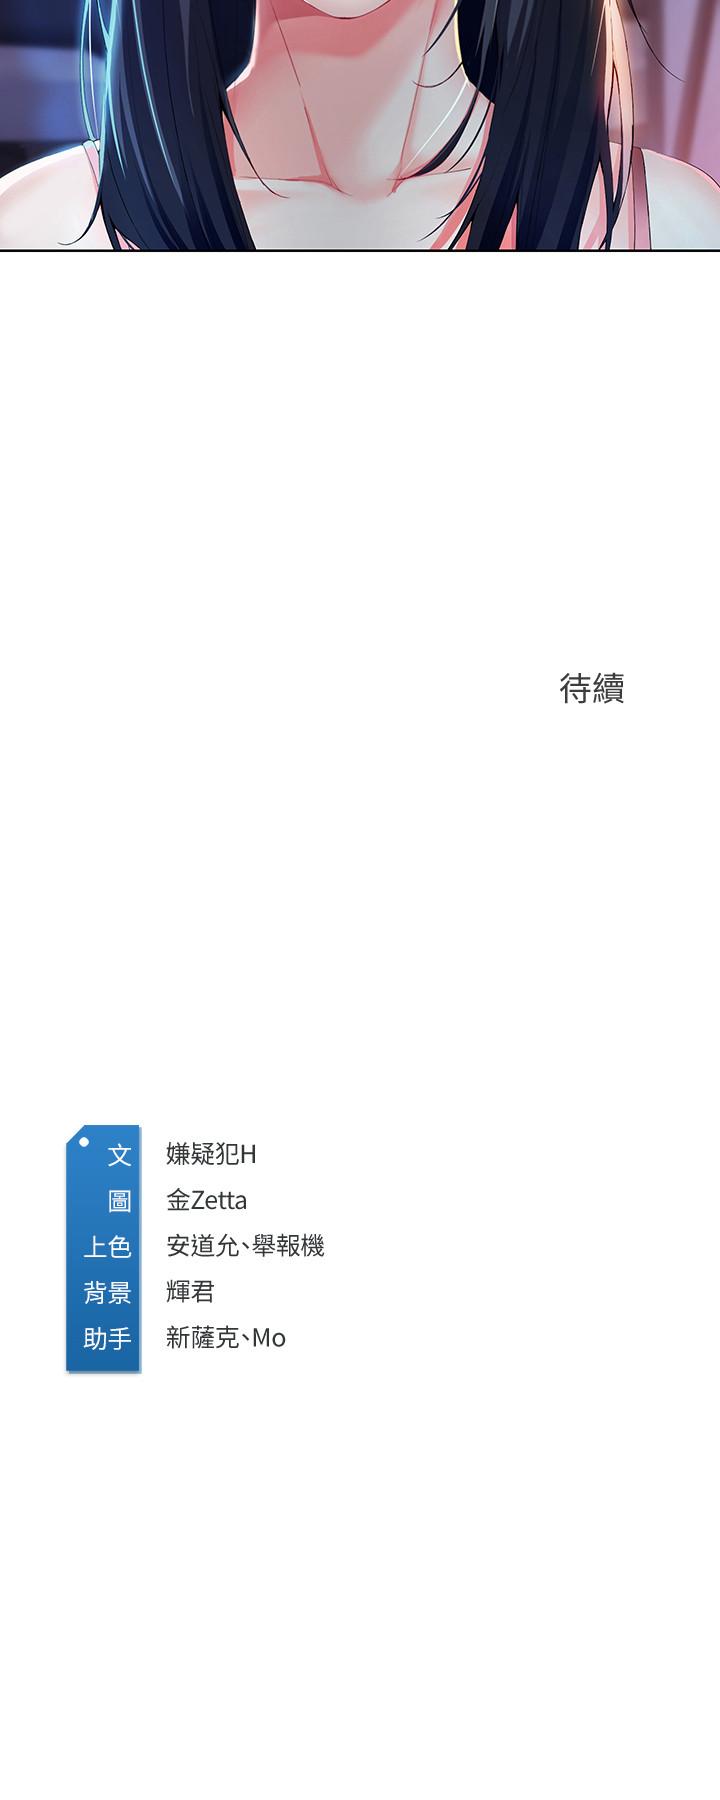 待續
文 嫌疑犯H
圖 金Zetta
上色 安道允、舉報機
背景 輝君
助手 新薩克、Mo